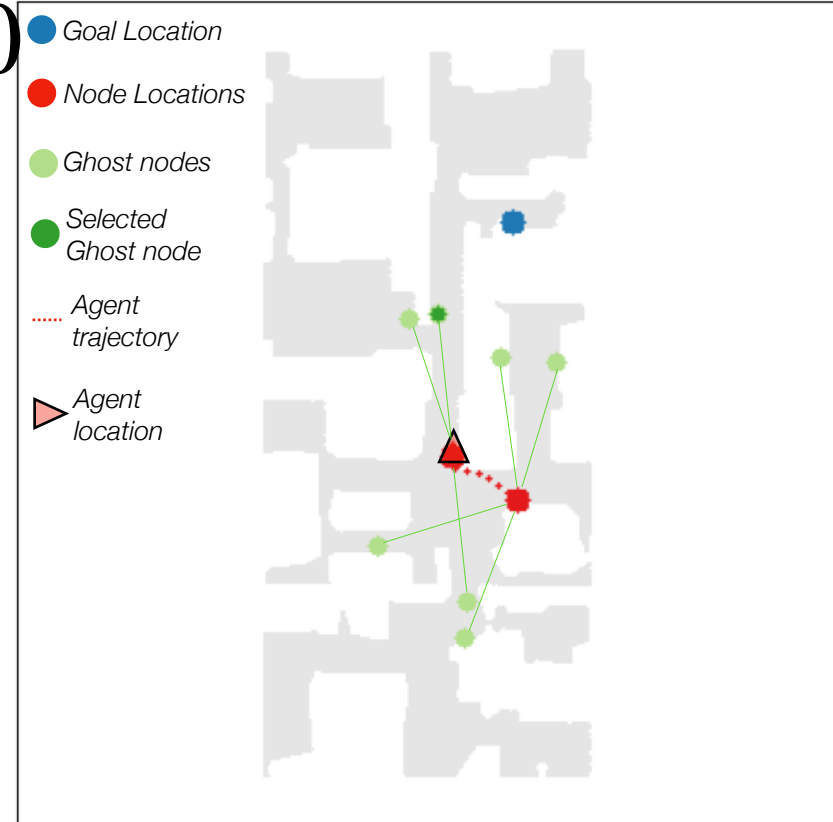 )
Goal Location
Node Locations
Ghost nodes
Selected
Ghost node
Agent
trajectory
Agent
location